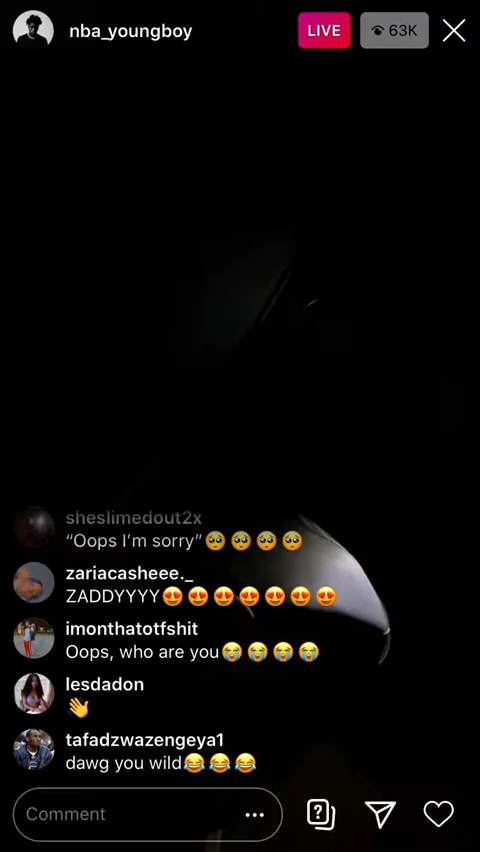 nba_youngboy LIVE 63K
sheslimedout2x
“Oops I’m sorry”🥺🥺🥺🥺
zariacasheee._
ZADDYYYY😍😍😍😍😍😍😍
imonthatotfshit
Oops, who are you😭😭😭😭
lesdadon
👋
tafadzwazengeya1
dawg you wild😂😂😂
Comment